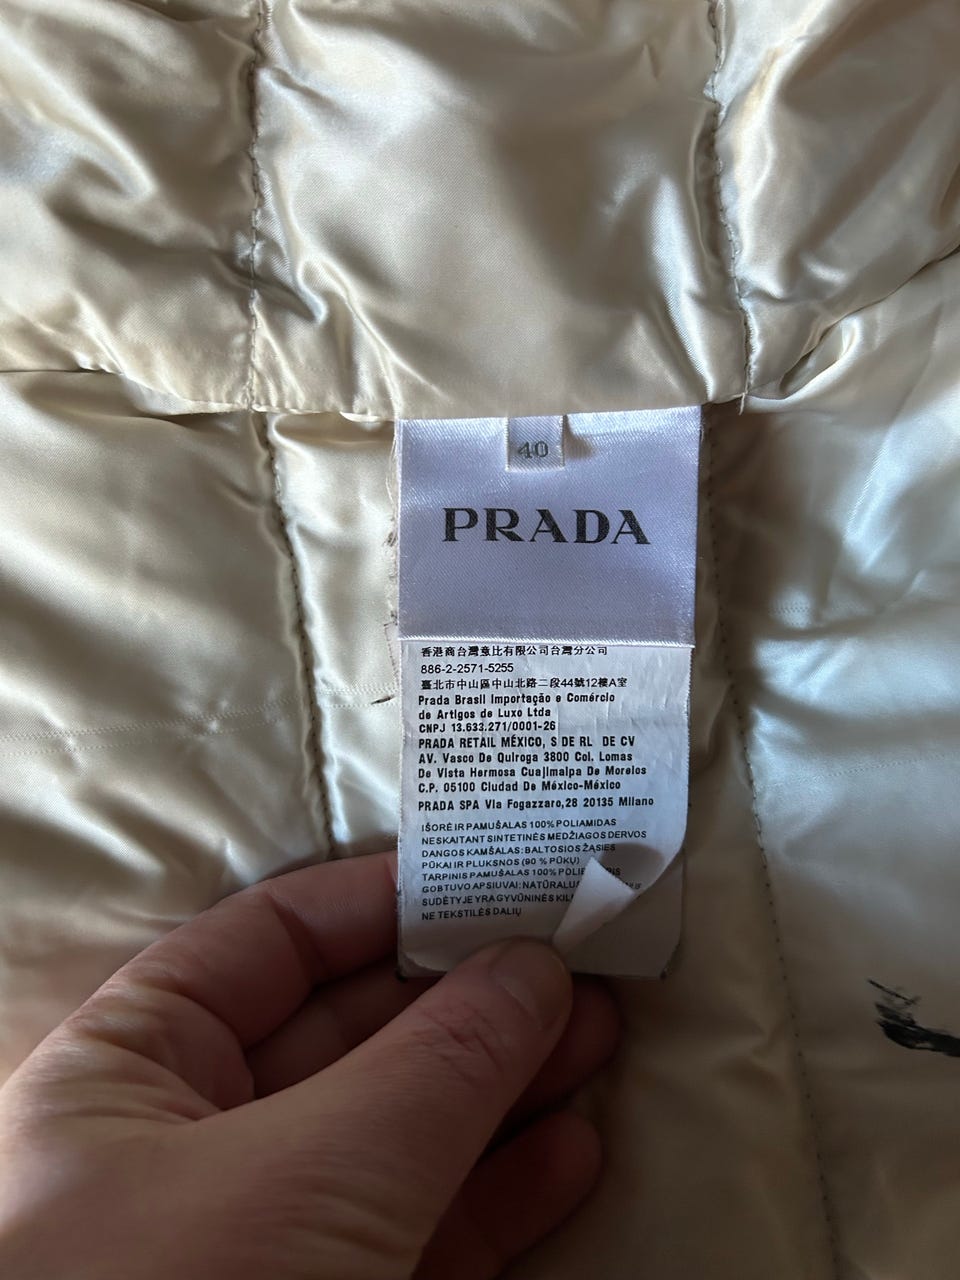 40
PRADA
香港商台灣意比有限公司台灣分公司
886-2-2571-5255
臺北市中山區中山北路二段44號12樓A室
Prada Brasil Importação e Comércio
de Artigos de Luxo Ltda
CNPJ 13.633.271/0001-26
PRADA RETAIL MÉXICO, S DE RL DE CV
AV. Vasco De Quiroga 3800 Col. Lomas
De Vista Hermosa Cuajimalpa De Morelos
C.P. 05100 Ciudad De México-México
PRADA SPA Via Fogazzaro,28 20135 Milano
IŠORĖ IR PAMUŠALAS 100% POLIAMIDAS
NESKAITANT SINTETINĖS MEDŽIAGOS DERVOS
DANGOS KAMŠALAS: BALTOSIOS ŽĄSIES
PŪKAI IR PLUKSNOS (90 % PŪKŲ)
TARPINIS PAMUŠALAS 100%
GOBTUVO APSIUVAI:
SUDĖTYJE YRA GYVŪNINĖS
NE TEKSTILĖS DALIŲ